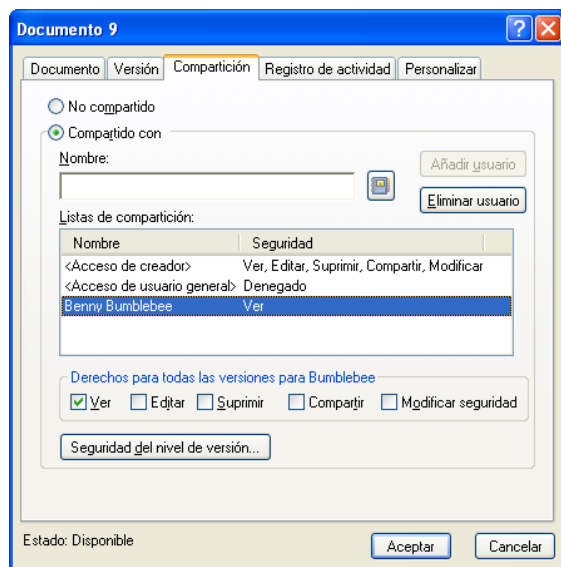 Documento 9
Documento Versión Compartición Registro de actividad Personalizar
No compartido
Compartido con
Nombre:
Añadir usuario
Eliminar usuario
Listas de compartición:
Nombre Seguridad
<Acceso de creador> Ver, Editar, Suprimir, Compartir, Modificar
<Acceso de usuario general> Denegado
Benny Bumblebee Ver
Derechos para todas las versiones para Bumblebee
Ver Editar Suprimir Compartir Modificar seguridad
Seguridad del nivel de versión...
Estado: Disponible
Aceptar Cancelar